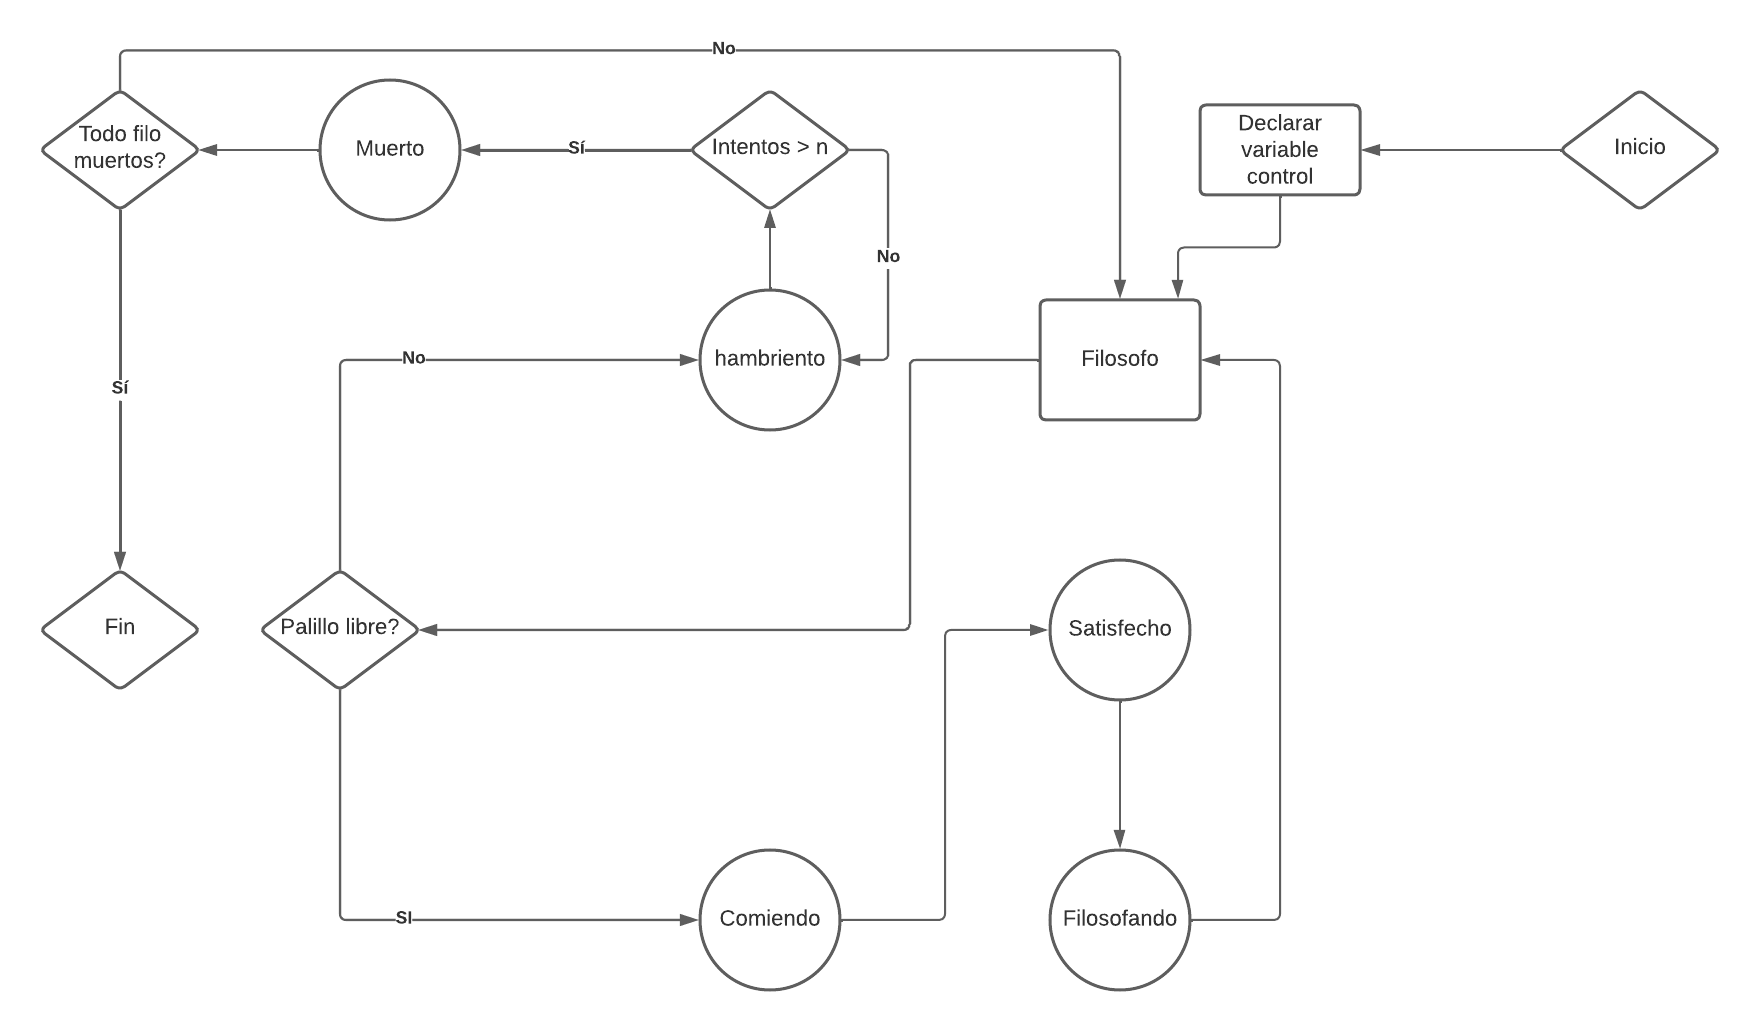 No
Todo filo
muertos?
Muerto
Sí
Intentos > n
Declarar
variable
control
Inicio
No
No
hambriento
Filosofo
Sí
Fin
Palillo libre?
Satisfecho
SI
Comiendo
Filosofando